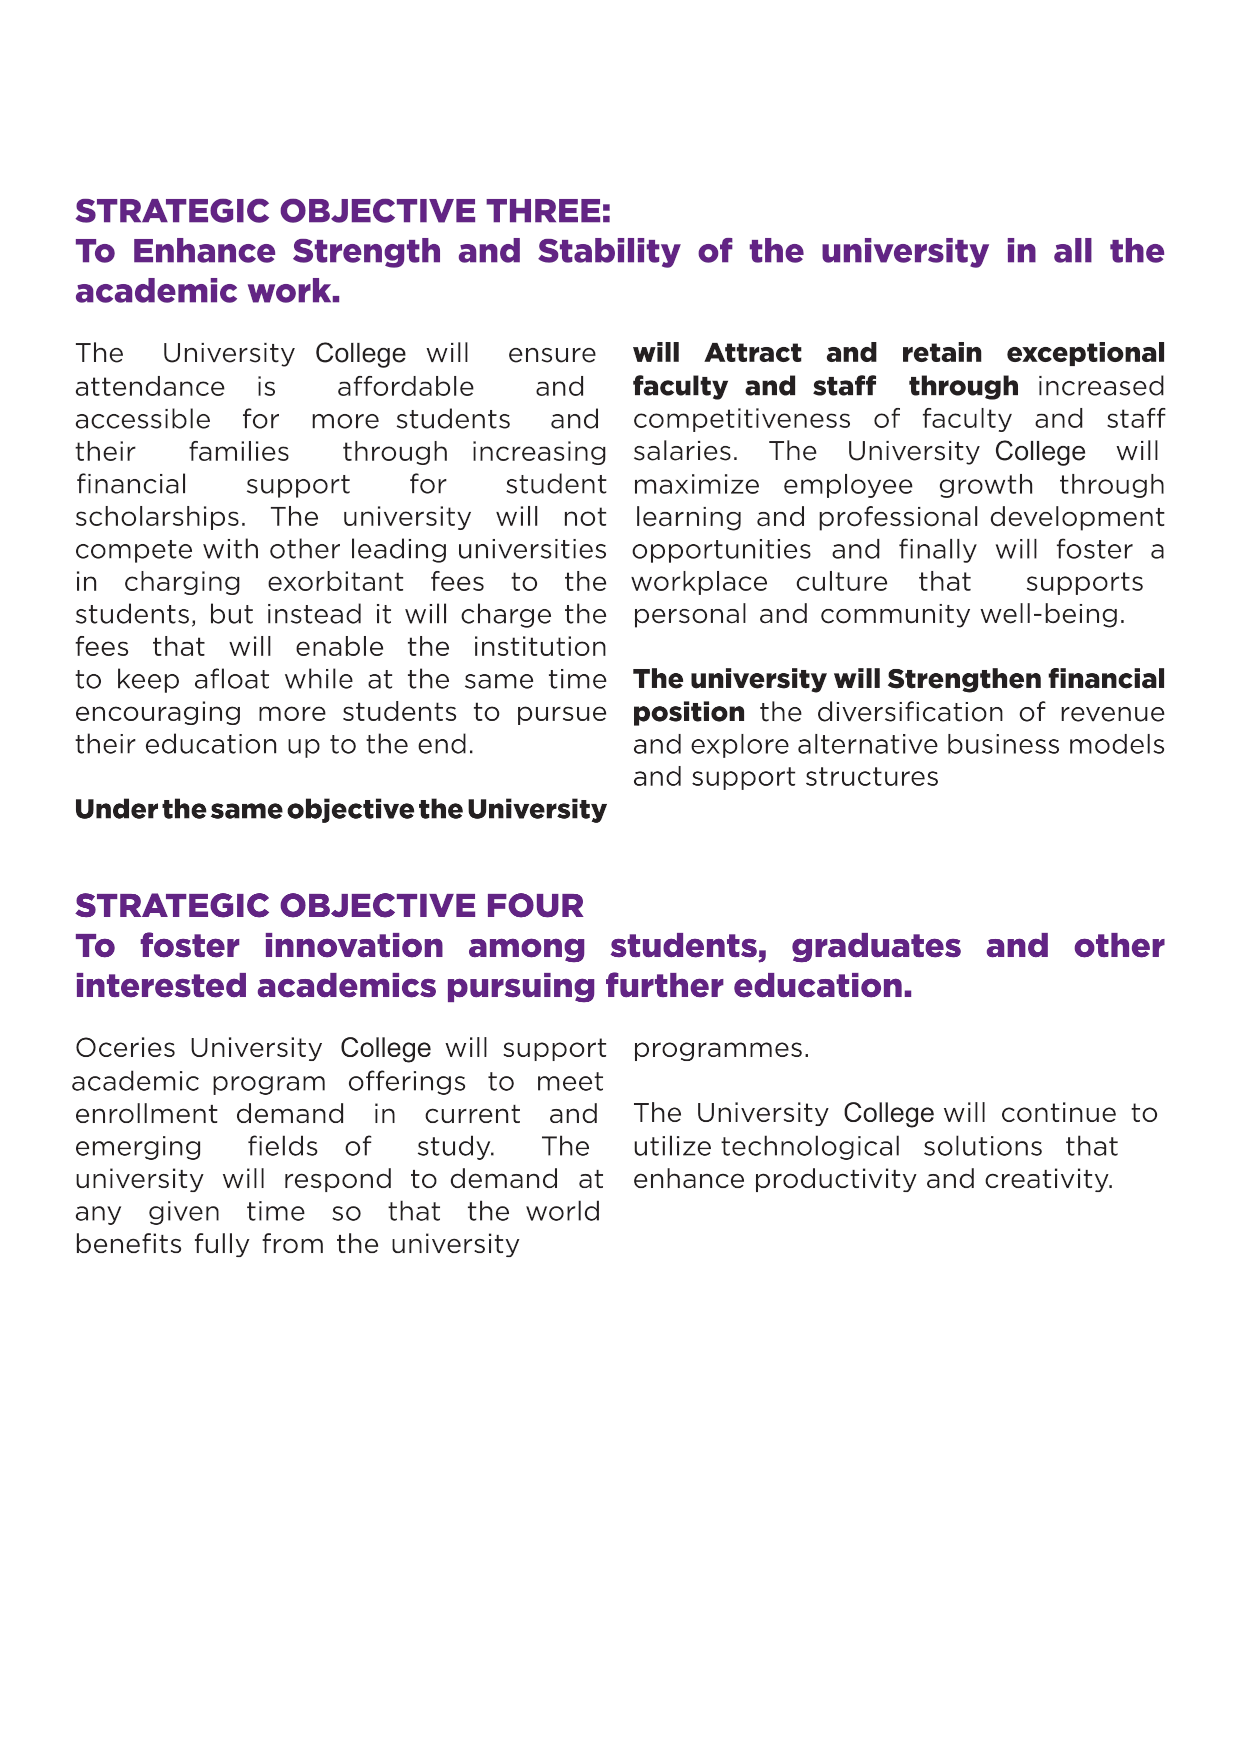 STRATEGIC OBJECTIVE THREE:
To Enhance Strength and Stability of the university in all the
academic work.
The University College will ensure
attendance is affordable and
accessible for more students and
their families through increasing
financial support for student
scholarships. The university will not
compete with other leading universities
in charging exorbitant fees to the
students, but instead it will charge the
fees that will enable the institution
to keep afloat while at the same time
encouraging more students to pursue
their education up to the end.
Under the same objective the University
will Attract and retain exceptional
faculty and staff through increased
competitiveness of faculty and staff
salaries. The University College will
maximize employee growth through
learning and professional development
opportunities and finally will foster a
workplace culture that supports
personal and community well-being.
The university will Strengthen financial
position the diversification of revenue
and explore alternative business models
and support structures
STRATEGIC OBJECTIVE FOUR
To foster innovation among students, graduates and other
interested academics pursuing further education.
Oceries University College will support
academic program offerings to meet
enrollment demand in current and
emerging fields of study. The
university will respond to demand at
any given time so that the world
benefits fully from the university
programmes.
The University College will continue to
utilize technological solutions that
enhance productivity and creativity.